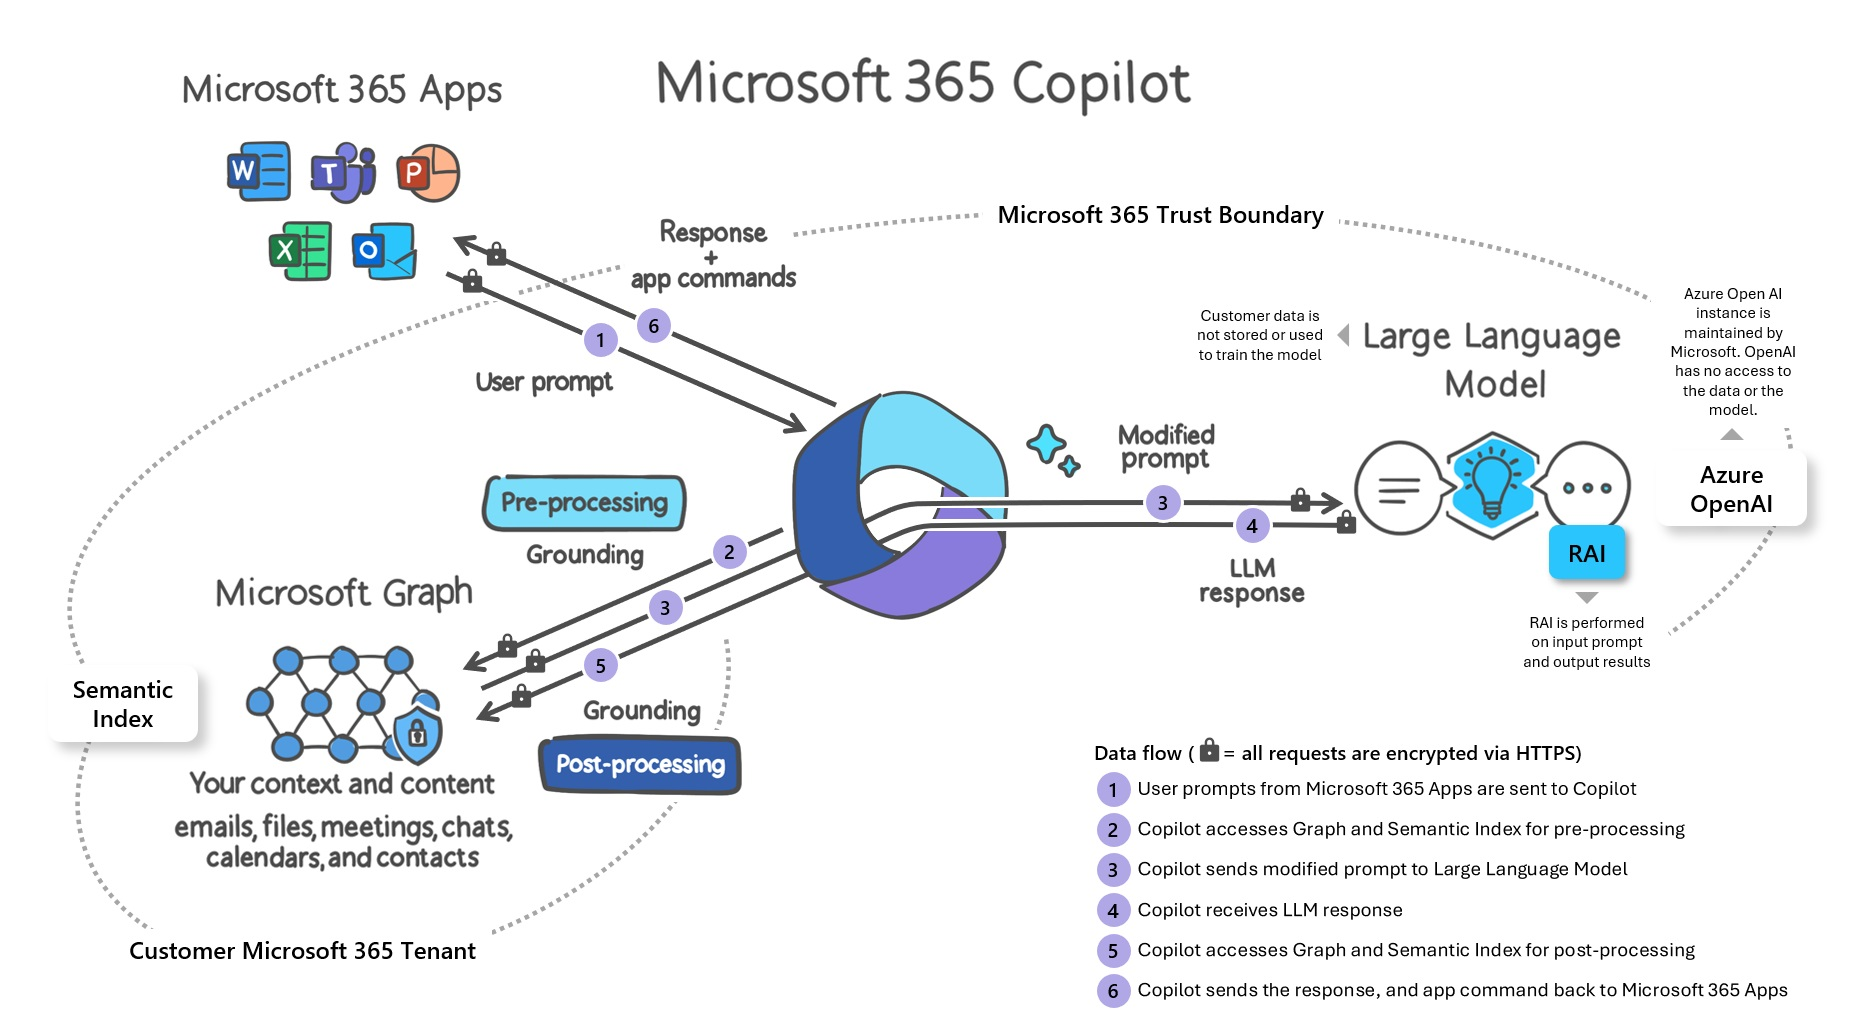 Microsoft 365 Copilot
Microsoft 365 Apps
W
T
P
X
O
Response
+
app commands
Microsoft 365 Trust Boundary
6
1
User prompt
Customer data is
not stored or used
to train the model
Large Language
Model
Azure Open AI
instance is
maintained by
Microsoft. OpenAI
has no access to
the data or the
model.
Azure
OpenAI
Modified
prompt
3
4
LLM
response
RAI
RAI is performed
on input prompt
and output results
Pre-processing
Grounding
2
3
5
Microsoft Graph
Semantic
Index
Grounding
Post-processing
Your context and content
emails, files, meetings, chats,
calendars, and contacts
Customer Microsoft 365 Tenant
Data flow ( = all requests are encrypted via HTTPS)
1 User prompts from Microsoft 365 Apps are sent to Copilot
2 Copilot accesses Graph and Semantic Index for pre-processing
3 Copilot sends modified prompt to Large Language Model
4 Copilot receives LLM response
5 Copilot accesses Graph and Semantic Index for post-processing
6 Copilot sends the response, and app command back to Microsoft 365 Apps